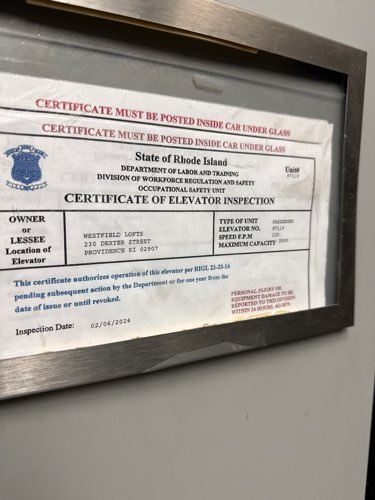 CERTIFICATE MUST BE POSTED INSIDE CAR UNDER GLASS
CERTIFICATE MUST BE POSTED INSIDE CAR UNDER GLASS
State of Rhode Island
DEPARTMENT OF LABOR AND TRAINING
DIVISION OF WORKFORCE REGULATION AND SAFETY
OCCUPATIONAL SAFETY UNIT
CERTIFICATE OF ELEVATOR INSPECTION
Unit#
OWNER
or
LESSEE
Location of
Elevator
WESTFIELD LOFTS
230 DEXTER STREET
PROVIDENCE RI 02907
TYPE OF UNIT PASSENGER
ELEVATOR NO.
SPEED F.P.M
MAXIMUM CAPACITY
This certificate authorizes operation of this elevator per RIGL 23-33-16
pending subsequent action by the Department or for one year from the
date of issue or until revoked.
Inspection Date: 02/06/2024
PERSONAL INJURY OR
EQUIPMENT DAMAGE TO BE
REPORTED TO THIS DIVISION
WITHIN 24 HOURS.